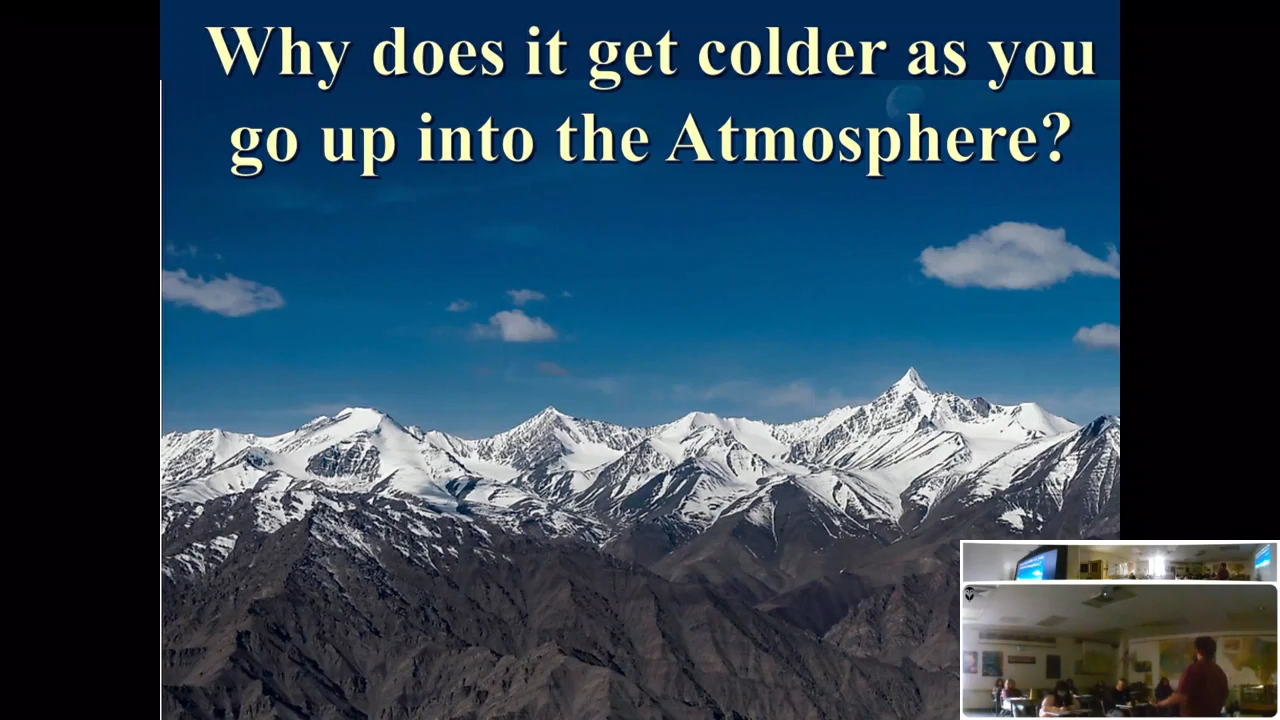 Why does it get colder as you
go up into the Atmosphere?